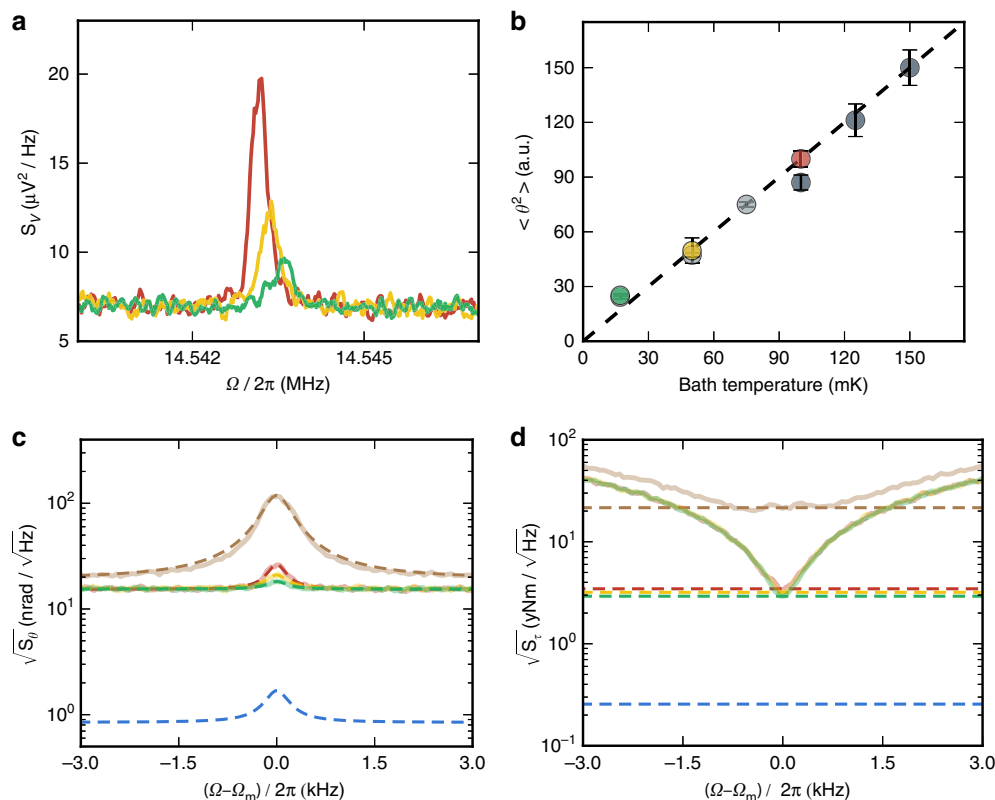 a
20
15
10
5
S_V (μV² / Hz)
14.542
14.545
Ω / 2π (MHz)
b
150
120
90
60
30
0
< θ² > (a.u.)
0
30
60
90
120
150
Bath temperature (mK)
c
10²
10¹
10⁰
√S_θ (nrad / √Hz)
−3.0
−1.5
0.0
1.5
3.0
(Ω−Ω_m) / 2π (kHz)
d
10²
10¹
10⁰
10⁻¹
√S_τ (yNm / √Hz)
−3.0
−1.5
0.0
1.5
3.0
(Ω−Ω_m) / 2π (kHz)